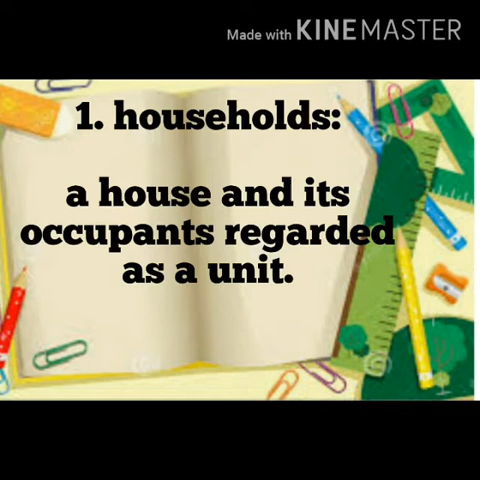 Made with KINEMASTER
1. households:
a house and its
occupants regarded
as a unit.